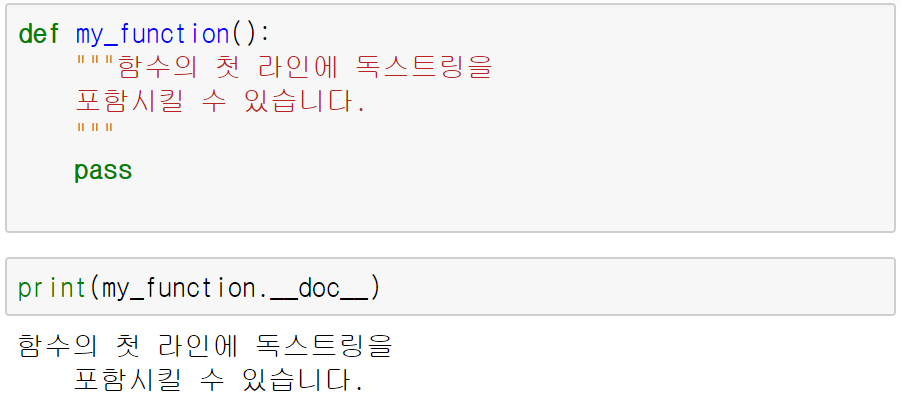 def my_function():
    """함수의 첫 라인에 독스트링을
    포함시킬 수 있습니다.
    """
    pass
print(my_function.__doc__)
함수의 첫 라인에 독스트링을
    포함시킬 수 있습니다.